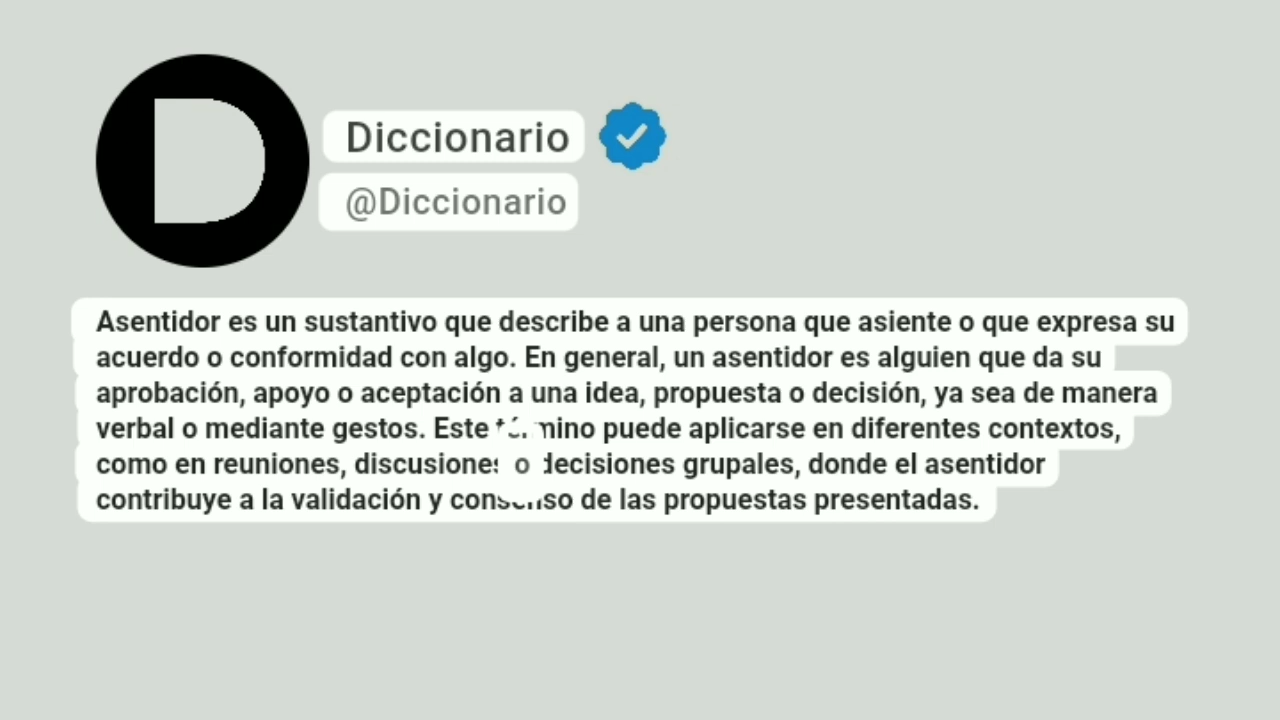 D
Diccionario
@Diccionario
Asentidor es un sustantivo que describe a una persona que asiente o que expresa su
acuerdo o conformidad con algo. En general, un asentidor es alguien que da su
aprobación, apoyo o aceptación a una idea, propuesta o decisión, ya sea de manera
verbal o mediante gestos. Este término puede aplicarse en diferentes contextos,
como en reuniones, discusiones o decisiones grupales, donde el asentidor
contribuye a la validación y consenso de las propuestas presentadas.